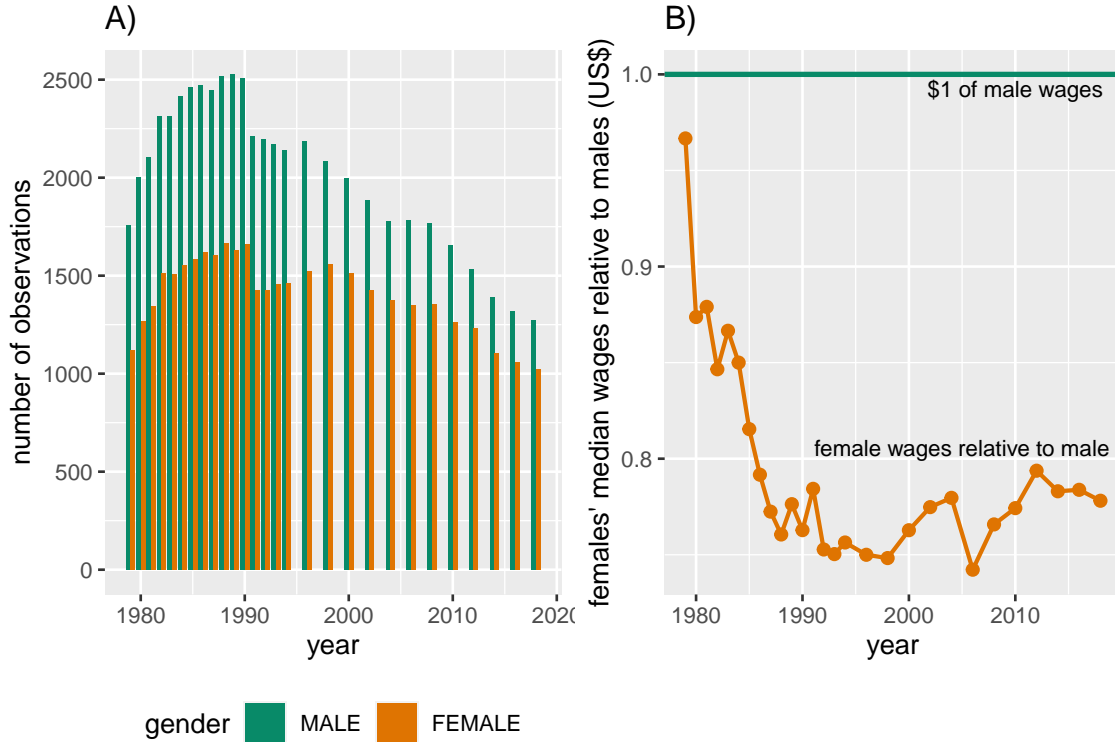 A)
number of observations
2500
2000
1500
1000
500
0
1980
1990
2000
2010
2020
year
B)
females' median wages relative to males (US$)
1.0
0.9
0.8
$1 of male wages
female wages relative to male
1980
1990
2000
2010
year
gender
MALE
FEMALE